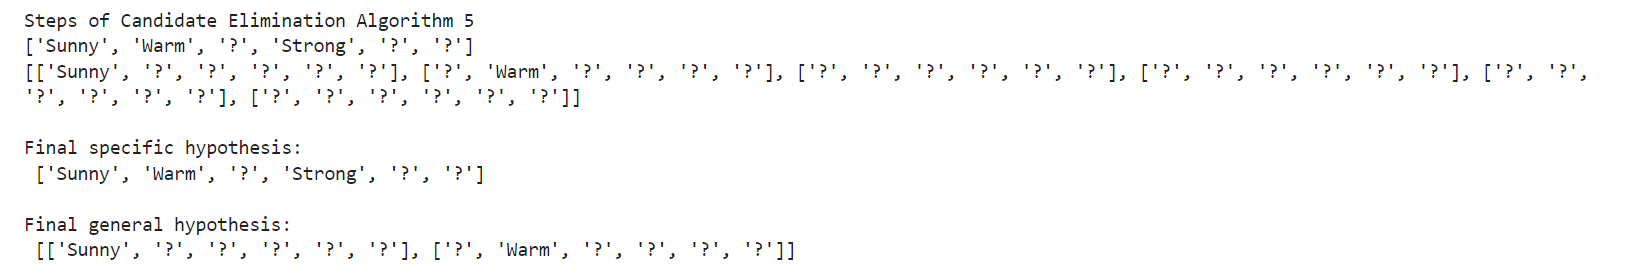 Steps of Candidate Elimination Algorithm 5
['Sunny', 'Warm', '?', 'Strong', '?', '?']
[['Sunny', '?', '?', '?', '?', '?'], ['?', 'Warm', '?', '?', '?', '?'], ['?', '?', '?', '?', '?', '?'], ['?', '?', '?', '?', '?', '?'], ['?', '?',
'?', '?', '?', '?'], ['?', '?', '?', '?', '?', '?']]
Final specific hypothesis:
['Sunny', 'Warm', '?', 'Strong', '?', '?']
Final general hypothesis:
[['Sunny', '?', '?', '?', '?', '?'], ['?', 'Warm', '?', '?', '?', '?']]